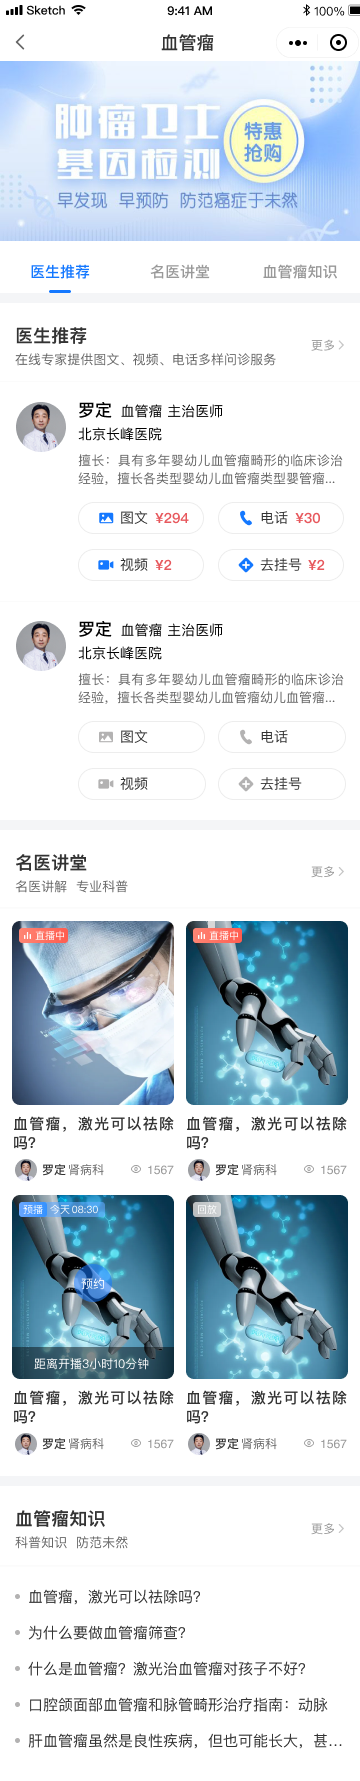 Sketch 9:41 AM 100%
血管瘤
肿瘤卫士
基因检测
特惠
抢购
早发现 早预防 防范癌症于未然
医生推荐 名医讲堂 血管瘤知识
医生推荐
更多
在线专家提供图文、视频、电话多样问诊服务
罗定 血管瘤 主治医师
北京长峰医院
擅长：具有多年婴幼儿血管瘤畸形的临床诊治
经验，擅长各类型婴幼儿血管瘤类型婴管瘤...
图文 ¥294 电话 ¥30
视频 ¥2 去挂号 ¥2
罗定 血管瘤 主治医师
北京长峰医院
擅长：具有多年婴幼儿血管瘤畸形的临床诊治
经验，擅长各类型婴幼儿血管瘤幼儿血管瘤...
图文 电话
视频 去挂号
名医讲堂
更多
名医讲解 专业科普
直播中 直播中
血管瘤，激光可以祛除
吗?
罗定 肾病科 1567
血管瘤，激光可以祛除
吗?
罗定 肾病科 1567
预播 今天 08:30
预约
距离开播3小时10分钟
回放
血管瘤，激光可以祛除
吗?
罗定 肾病科 1567
血管瘤，激光可以祛除
吗?
罗定 肾病科 1567
血管瘤知识
更多
科普知识 防范未然
血管瘤，激光可以祛除吗?
为什么要做血管瘤筛查?
什么是血管瘤？激光治血管瘤对孩子不好?
口腔颌面部血管瘤和脉管畸形治疗指南：动脉
肝血管瘤虽然是良性疾病，但也可能长大，甚...